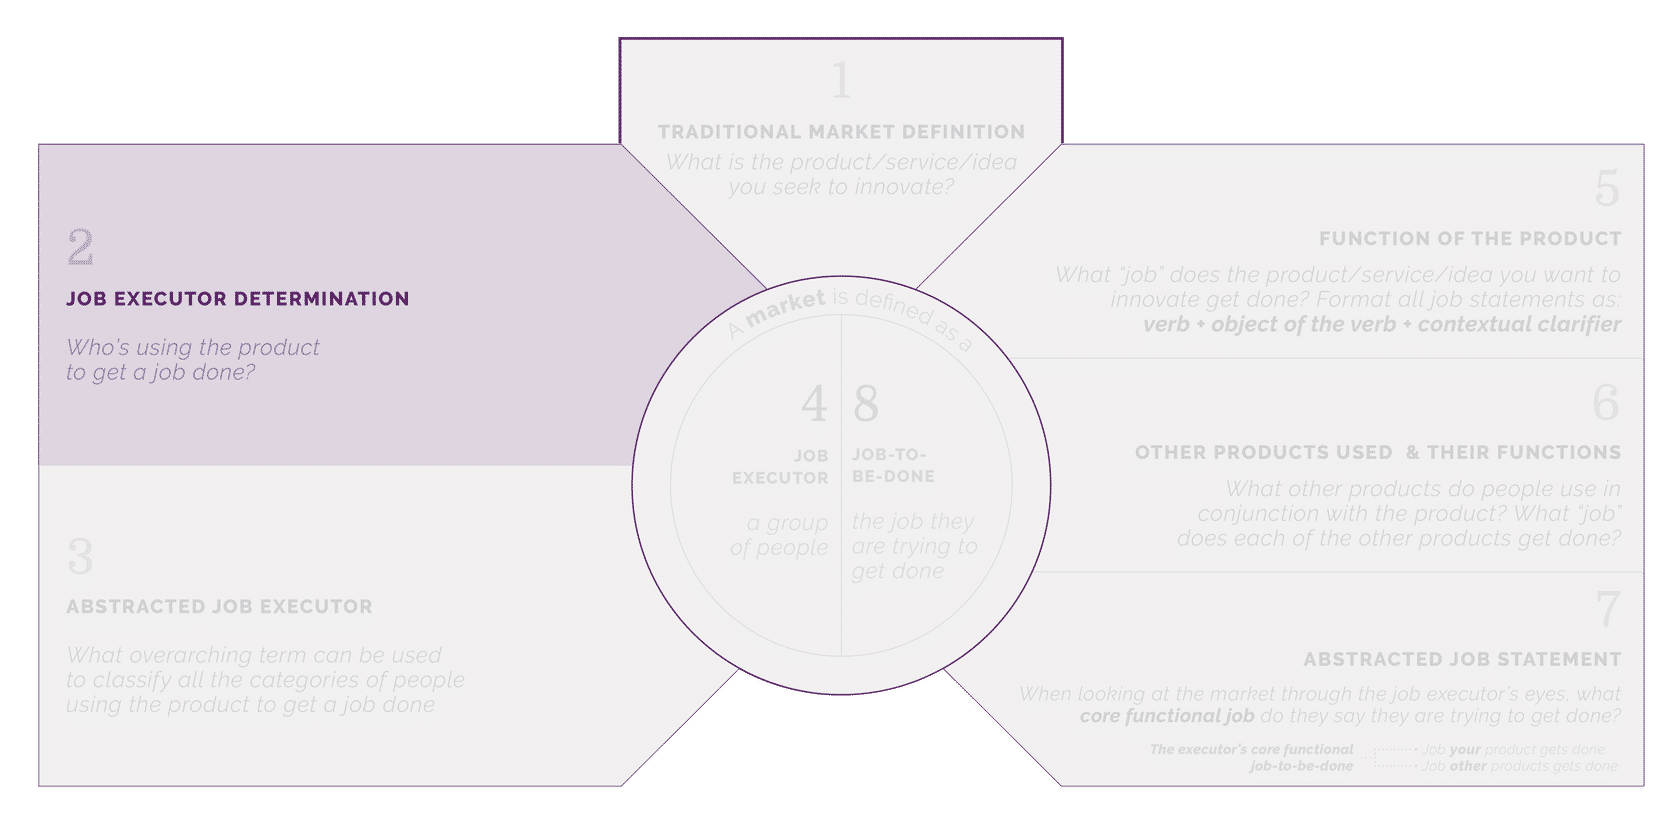 1
TRADITIONAL MARKET DEFINITION
What is the product/service/idea
you seek to innovate?
2
JOB EXECUTOR DETERMINATION
Who's using the product
to get a job done?
3
ABSTRACTED JOB EXECUTOR
What overarching term can be used
to classify all the categories of people
using the product to get a job done
A market is defined as a
4
JOB
EXECUTOR
a group
of people
8
JOB-TO-
BE-DONE
the job they
are trying to
get done
5
FUNCTION OF THE PRODUCT
What "job" does the product/service/idea you want to
innovate get done? Format all job statements as:
verb + object of the verb + contextual clarifier
6
OTHER PRODUCTS USED & THEIR FUNCTIONS
What other products do people use in
conjunction with the product? What "job"
does each of the other products get done?
7
ABSTRACTED JOB STATEMENT
When looking at the market through the job executor's eyes, what
core functional job do they say they are trying to get done?
The executor's core functional
job-to-be-done
Job your product gets done
Job other products gets done